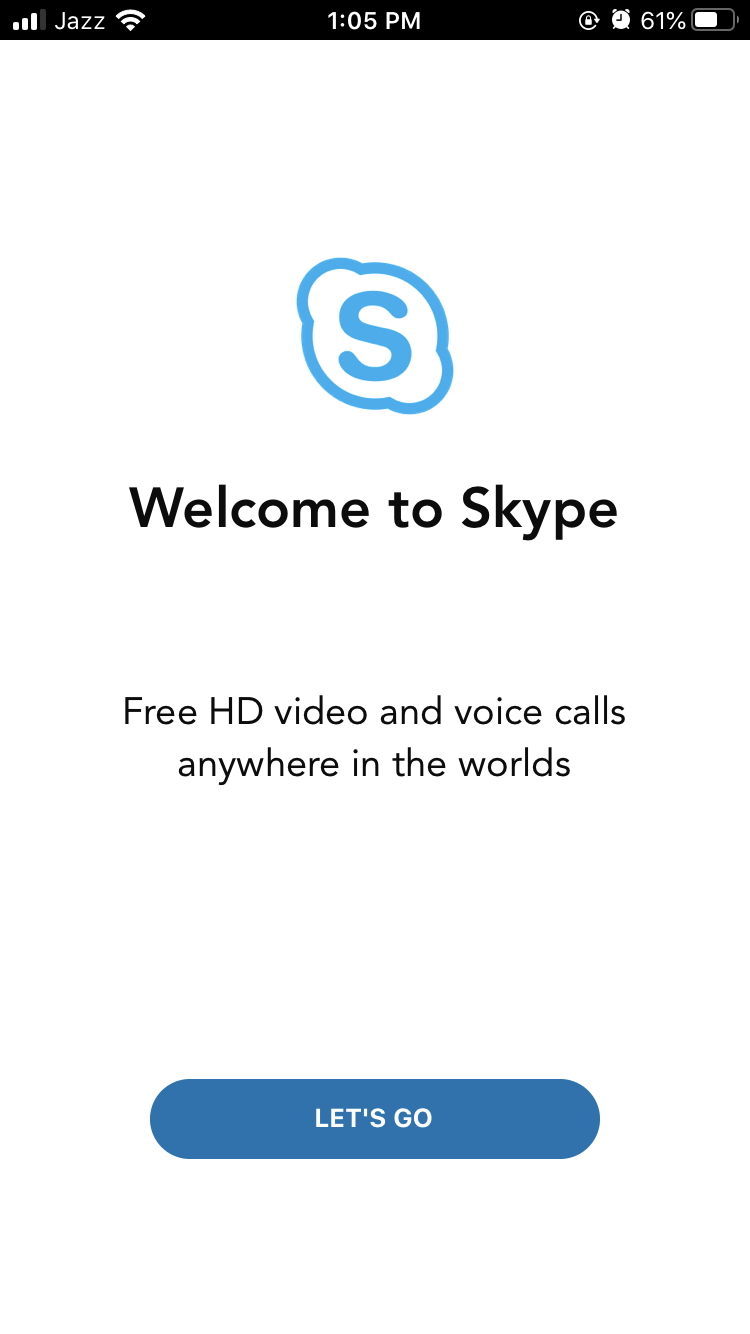 Jazz 1:05 PM 61%
S
Welcome to Skype
Free HD video and voice calls
anywhere in the worlds
LET'S GO